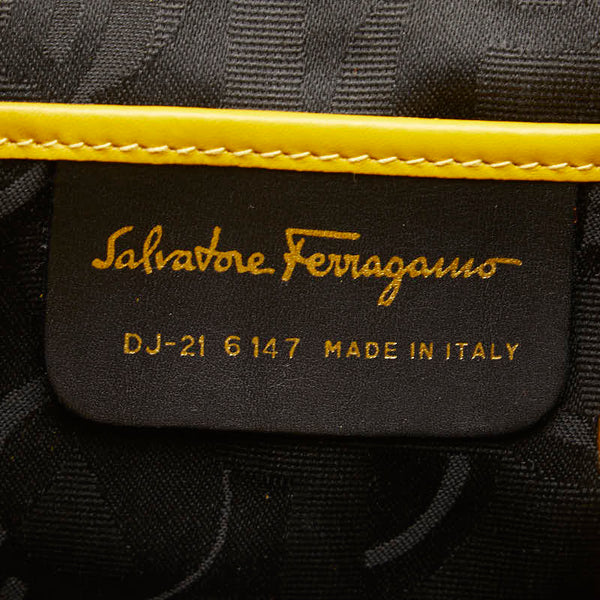 Salvatore Ferragamo
DJ-21 6147 MADE IN ITALY